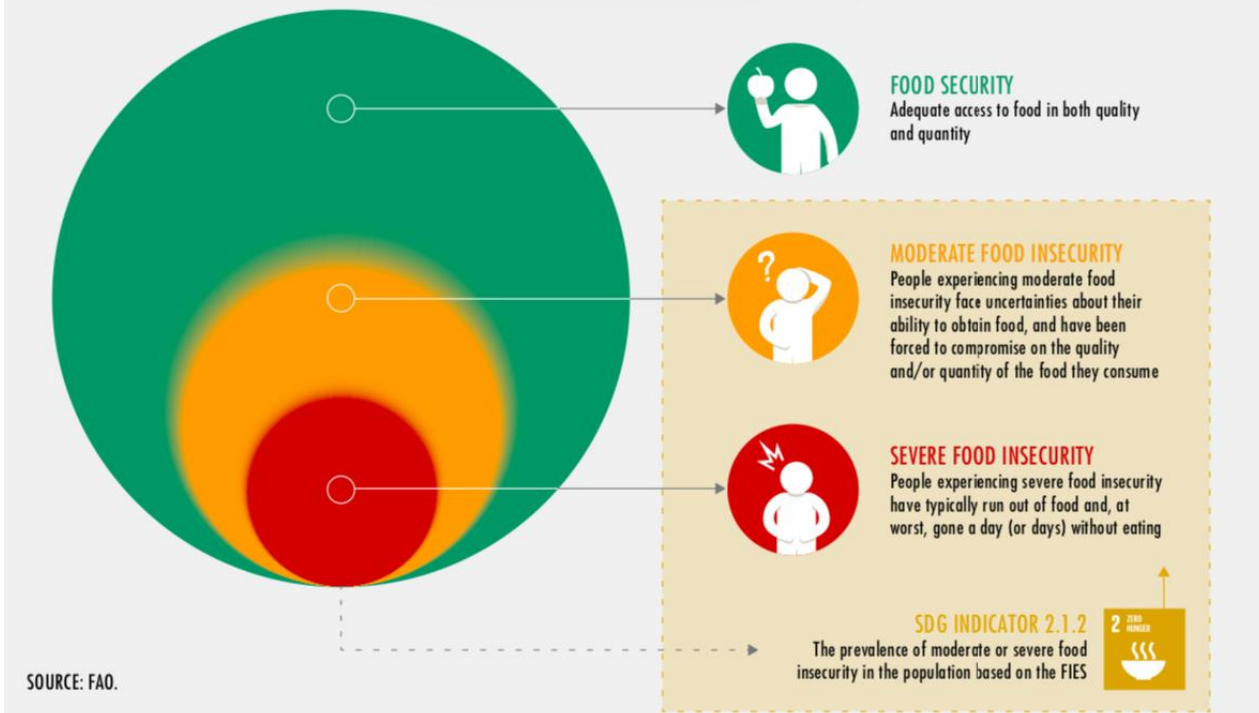 FOOD SECURITY
Adequate access to food in both quality
and quantity
?
MODERATE FOOD INSECURITY
People experiencing moderate food
insecurity face uncertainties about their
ability to obtain food, and have been
forced to compromise on the quality
and/or quantity of the food they consume
SEVERE FOOD INSECURITY
People experiencing severe food insecurity
have typically run out of food and, at
worst, gone a day (or days) without eating
SDG INDICATOR 2.1.2
The prevalence of moderate or severe food
insecurity in the population based on the FIES
2 ZERO
HUNGER
SOURCE: FAO.